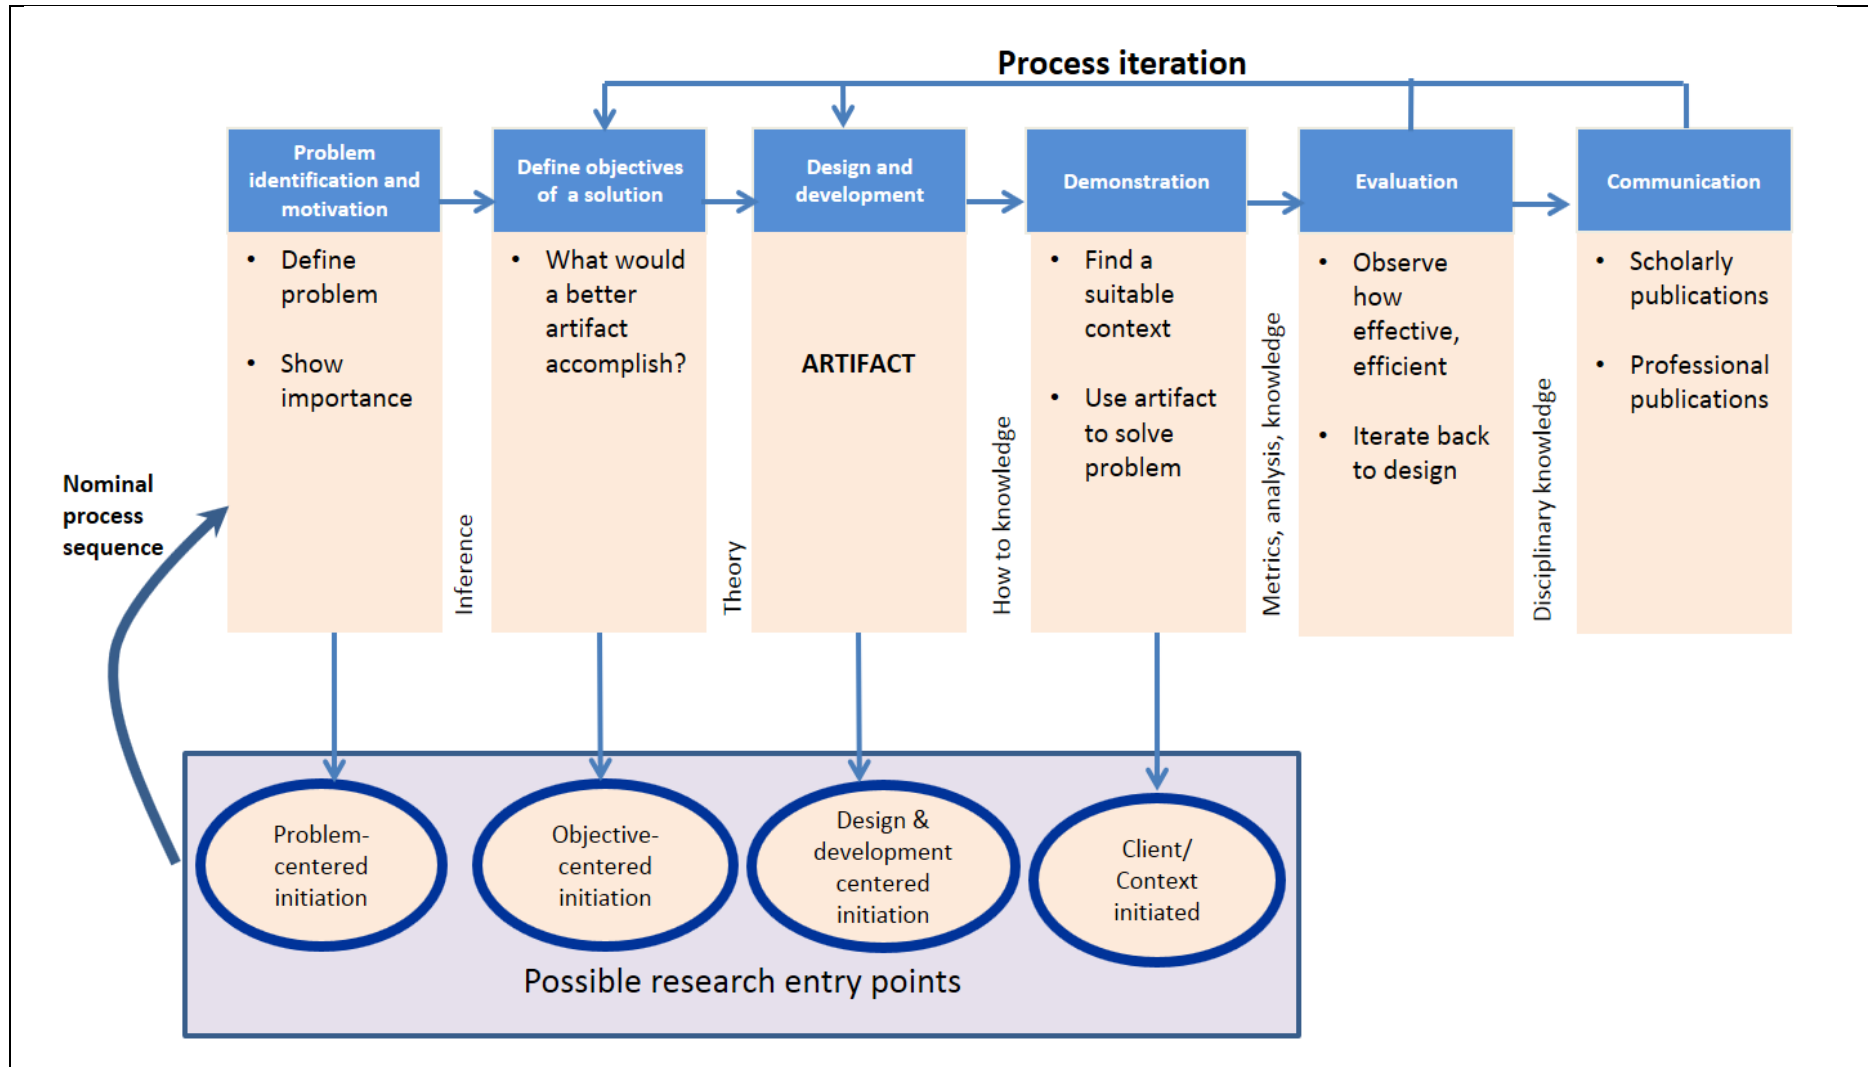 Process iteration
Problem
identification and
motivation
Define objectives
of a solution
Design and
development
Demonstration
Evaluation
Communication
• Define
problem
• Show
importance
• What would
a better
artifact
accomplish?
ARTIFACT
• Find a
suitable
context
• Use artifact
to solve
problem
• Observe
how
effective,
efficient
• Iterate back
to design
• Scholarly
publications
• Professional
publications
Inference
Theory
How to knowledge
Metrics, analysis, knowledge
Disciplinary knowledge
Nominal
process
sequence
Problem-
centered
initiation
Objective-
centered
initiation
Design &
development
centered
initiation
Client/
Context
initiated
Possible research entry points